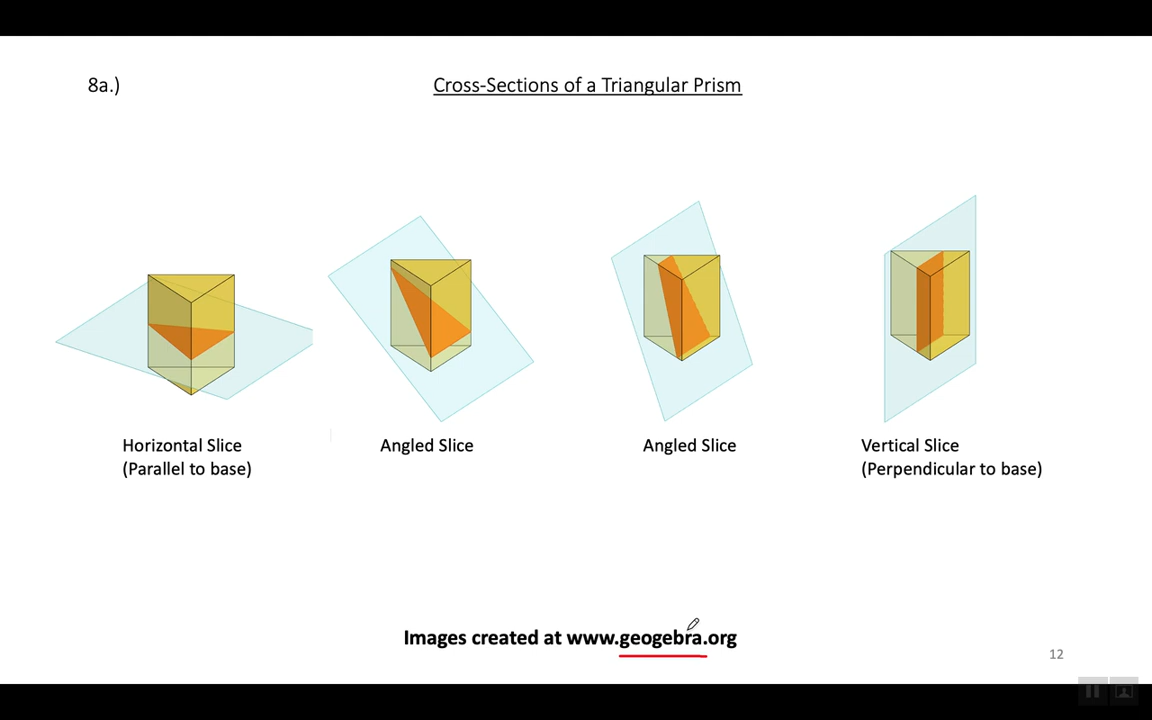 8a.)
Cross-Sections of a Triangular Prism
Horizontal Slice
(Parallel to base)
Angled Slice
Angled Slice
Vertical Slice
(Perpendicular to base)
Images created at www.geogebra.org
12